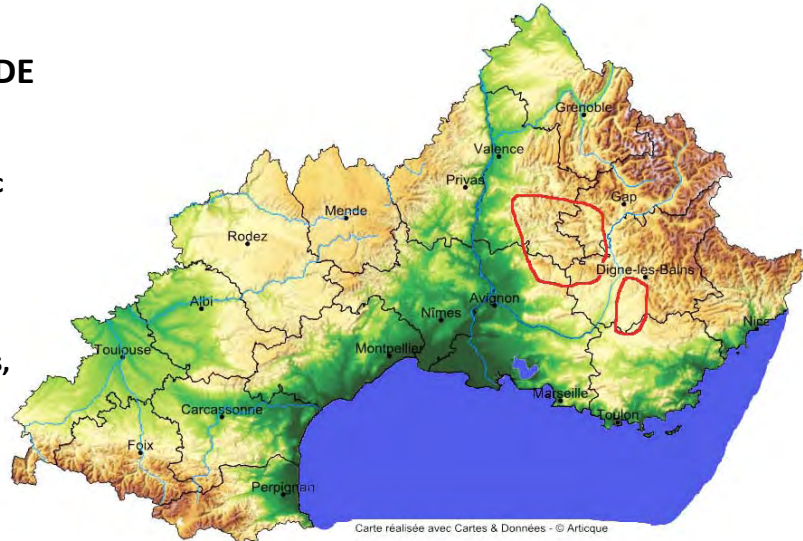 DE
c
s,
Grenoble
Valence
Privas
Gap
Mende
Rodez
Digne-les-Bains
Albi
Avignon
Nîmes
Nice
Toulouse
Montpellier
Marseille
Carcassonne
Toulon
Foix
Perpignan
Carte réalisée avec Cartes & Données - © Articque